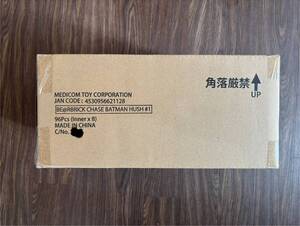 MEDICOM TOY CORPORATION
JAN CODE : 4530956621128
BE@RBRICK CHASE BATMAN HUSH #1
96Pcs (Inner x 8)
MADE IN CHINA
C/No.
角落厳禁
UP